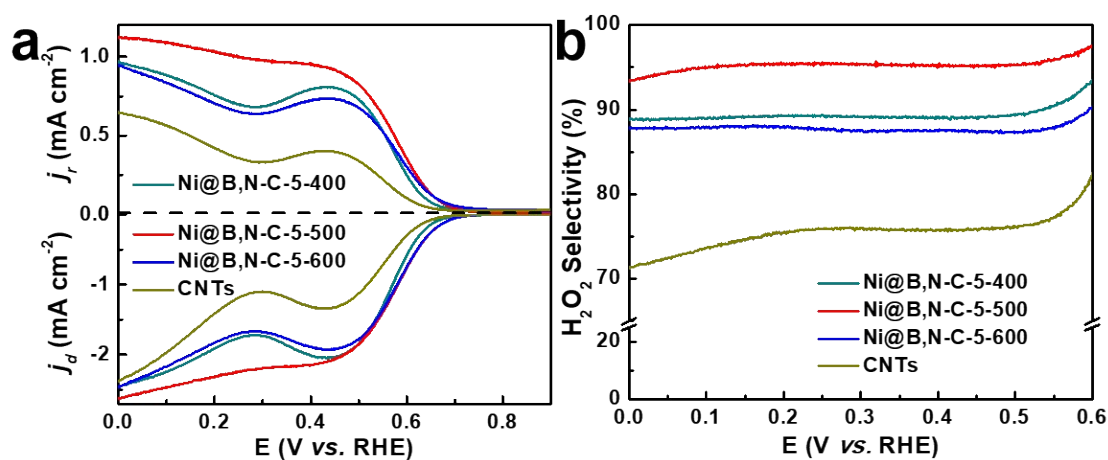 a
j_r (mA cm⁻²)
1.0
0.5
0.0
Ni@B,N-C-5-400
Ni@B,N-C-5-500
Ni@B,N-C-5-600
CNTs
j_d (mA cm⁻²)
-1
-2
0.0 0.2 0.4 0.6 0.8
E (V vs. RHE)
b
H₂O₂ Selectivity (%)
100
90
80
70
20
0
Ni@B,N-C-5-400
Ni@B,N-C-5-500
Ni@B,N-C-5-600
CNTs
0.0 0.1 0.2 0.3 0.4 0.5 0.6
E (V vs. RHE)